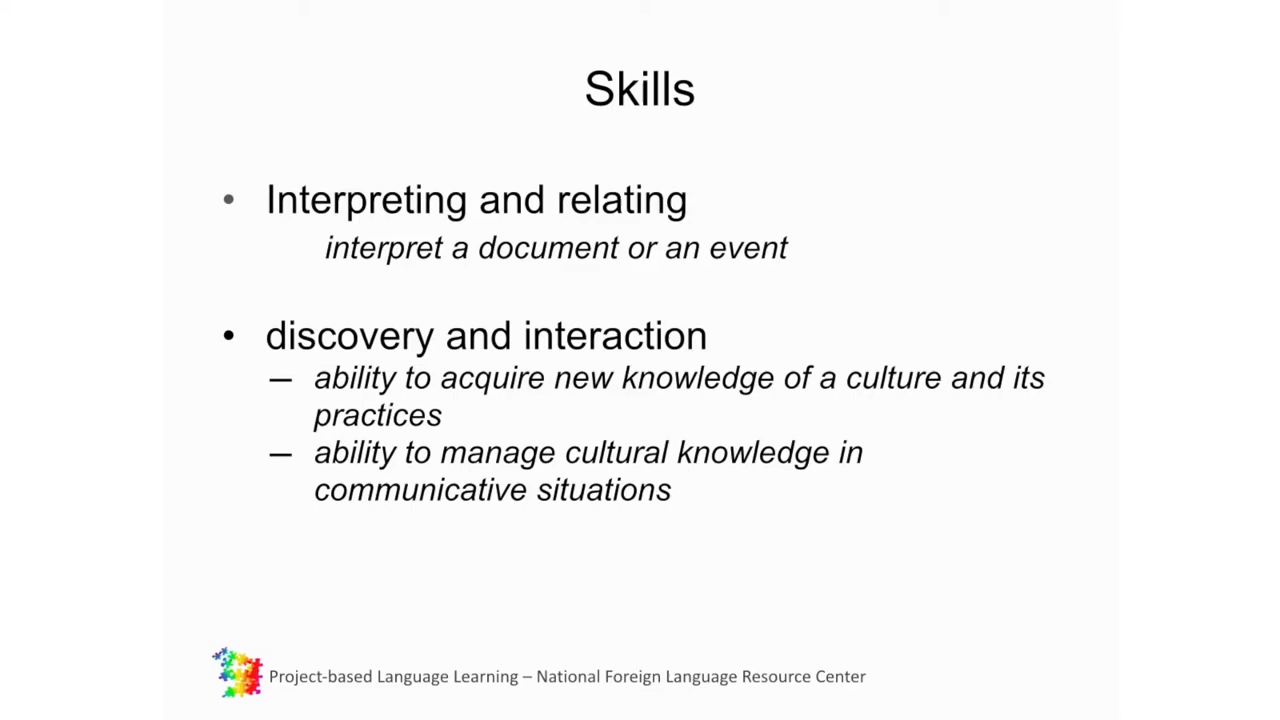 Skills
• Interpreting and relating
interpret a document or an event
• discovery and interaction
– ability to acquire new knowledge of a culture and its
practices
– ability to manage cultural knowledge in
communicative situations
Project-based Language Learning – National Foreign Language Resource Center